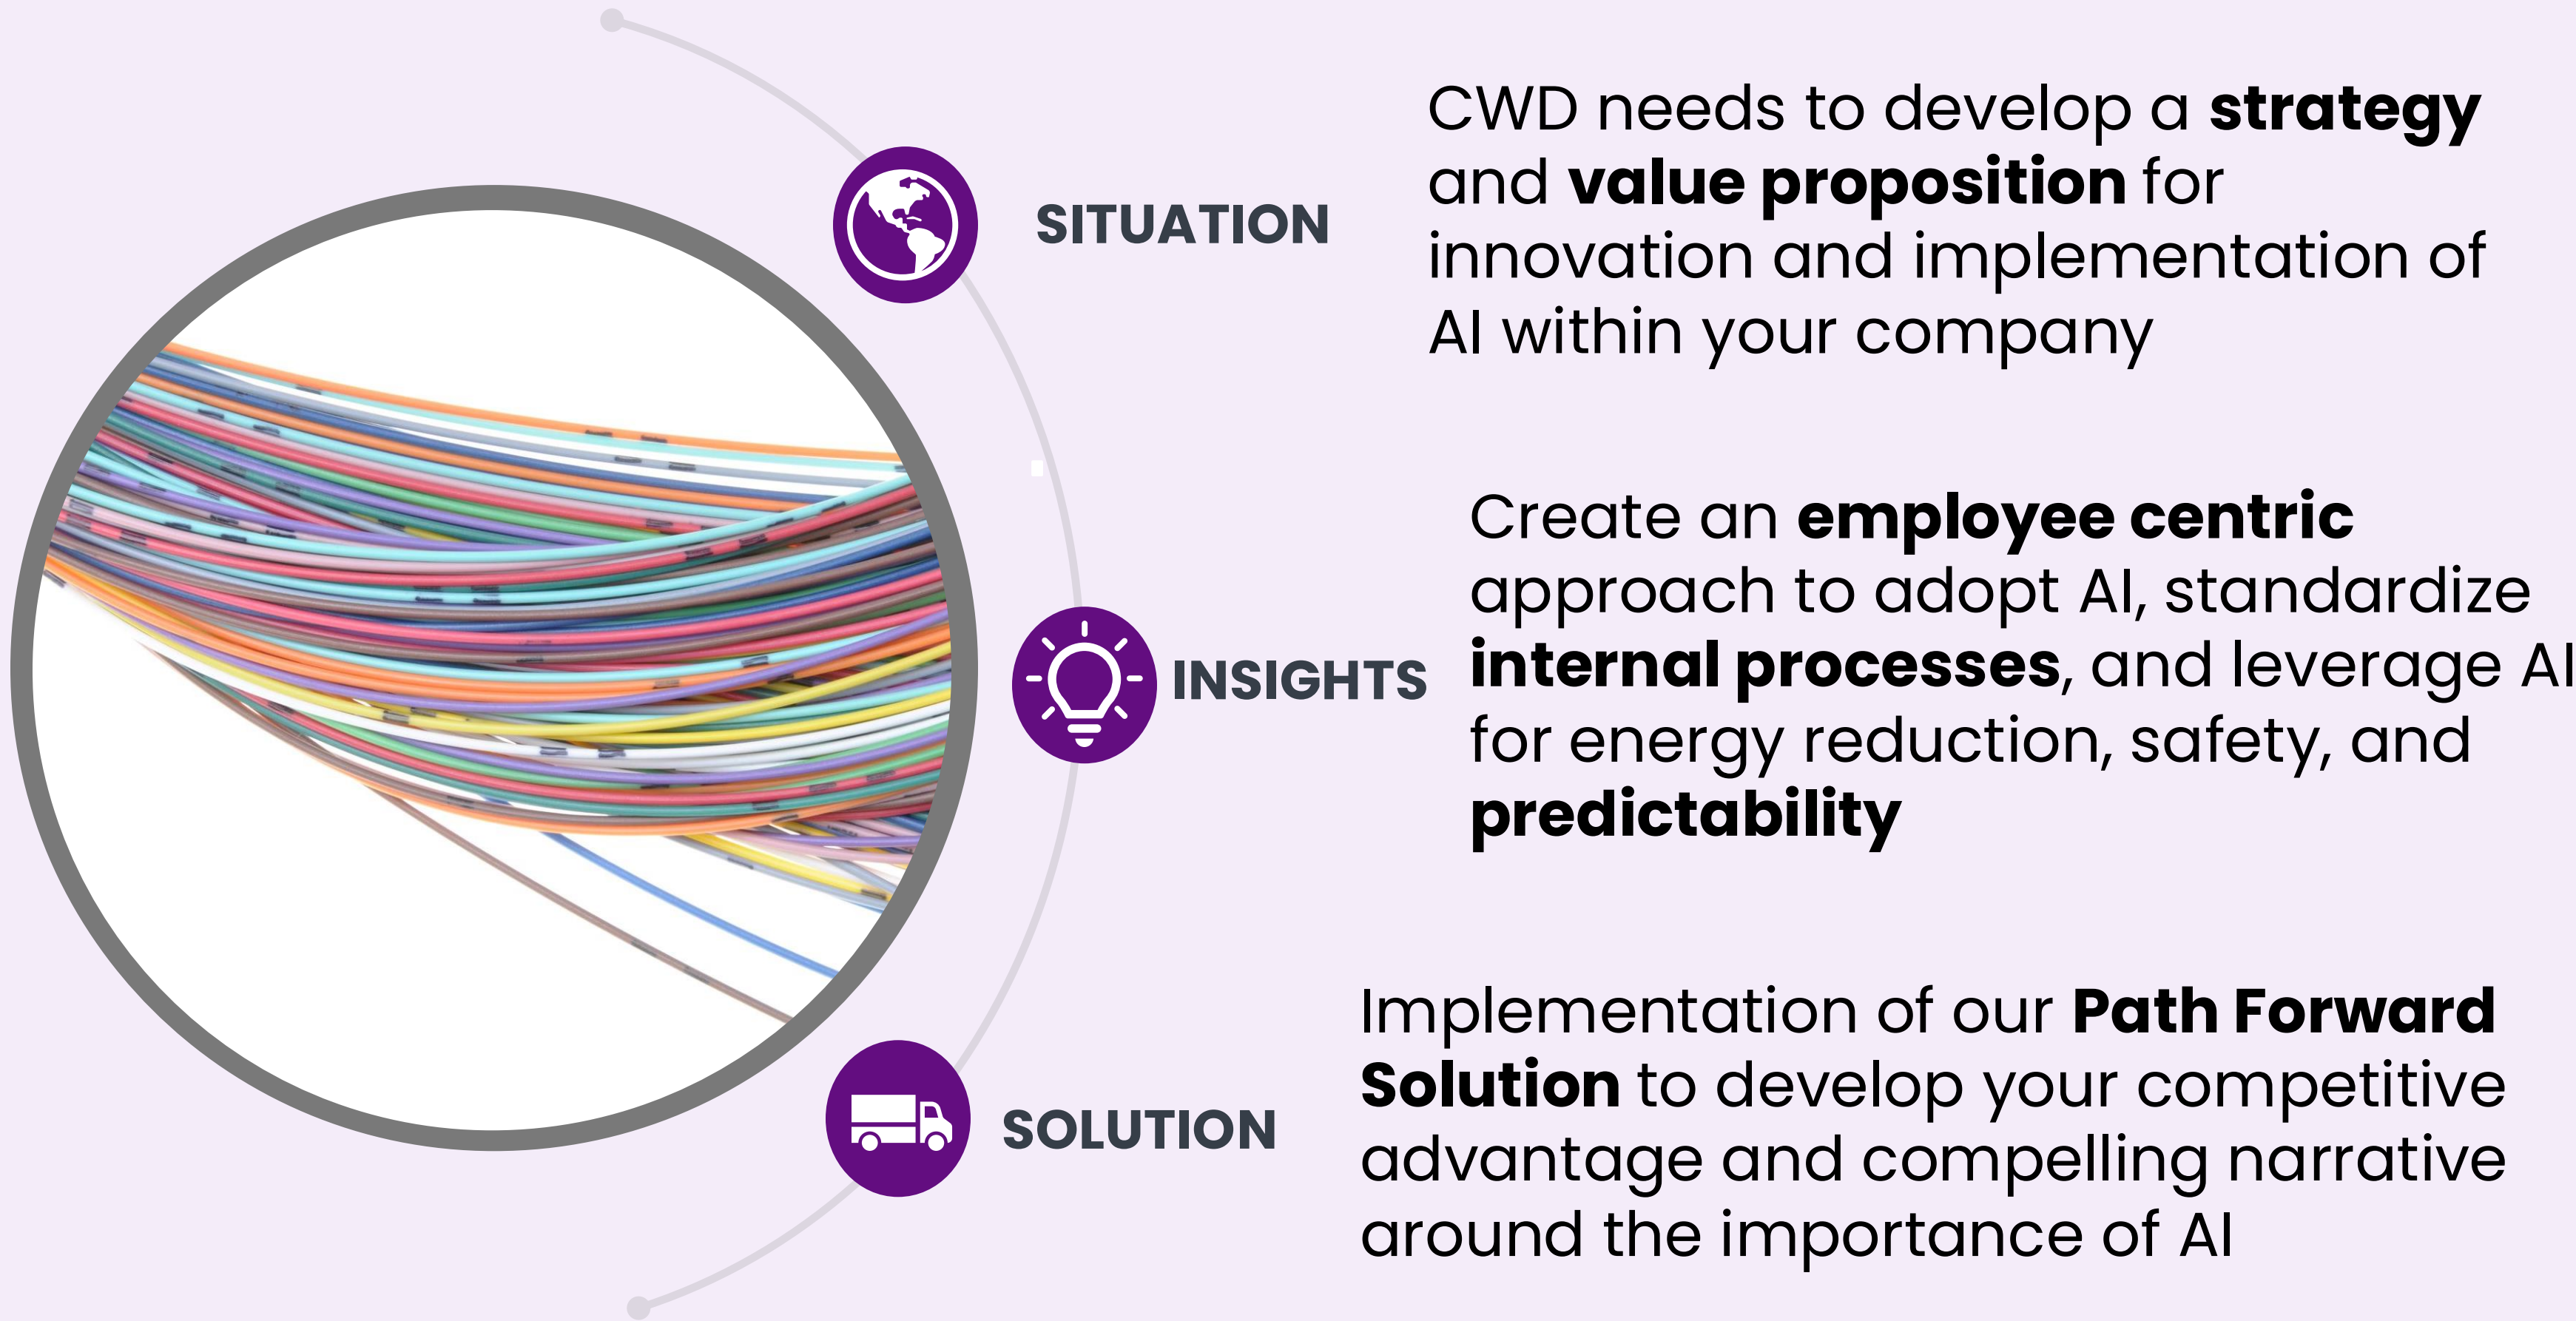 SITUATION
CWD needs to develop a strategy
and value proposition for
innovation and implementation of
AI within your company
INSIGHTS
Create an employee centric
approach to adopt AI, standardize
internal processes, and leverage AI
for energy reduction, safety, and
predictability
SOLUTION
Implementation of our Path Forward
Solution to develop your competitive
advantage and compelling narrative
around the importance of AI